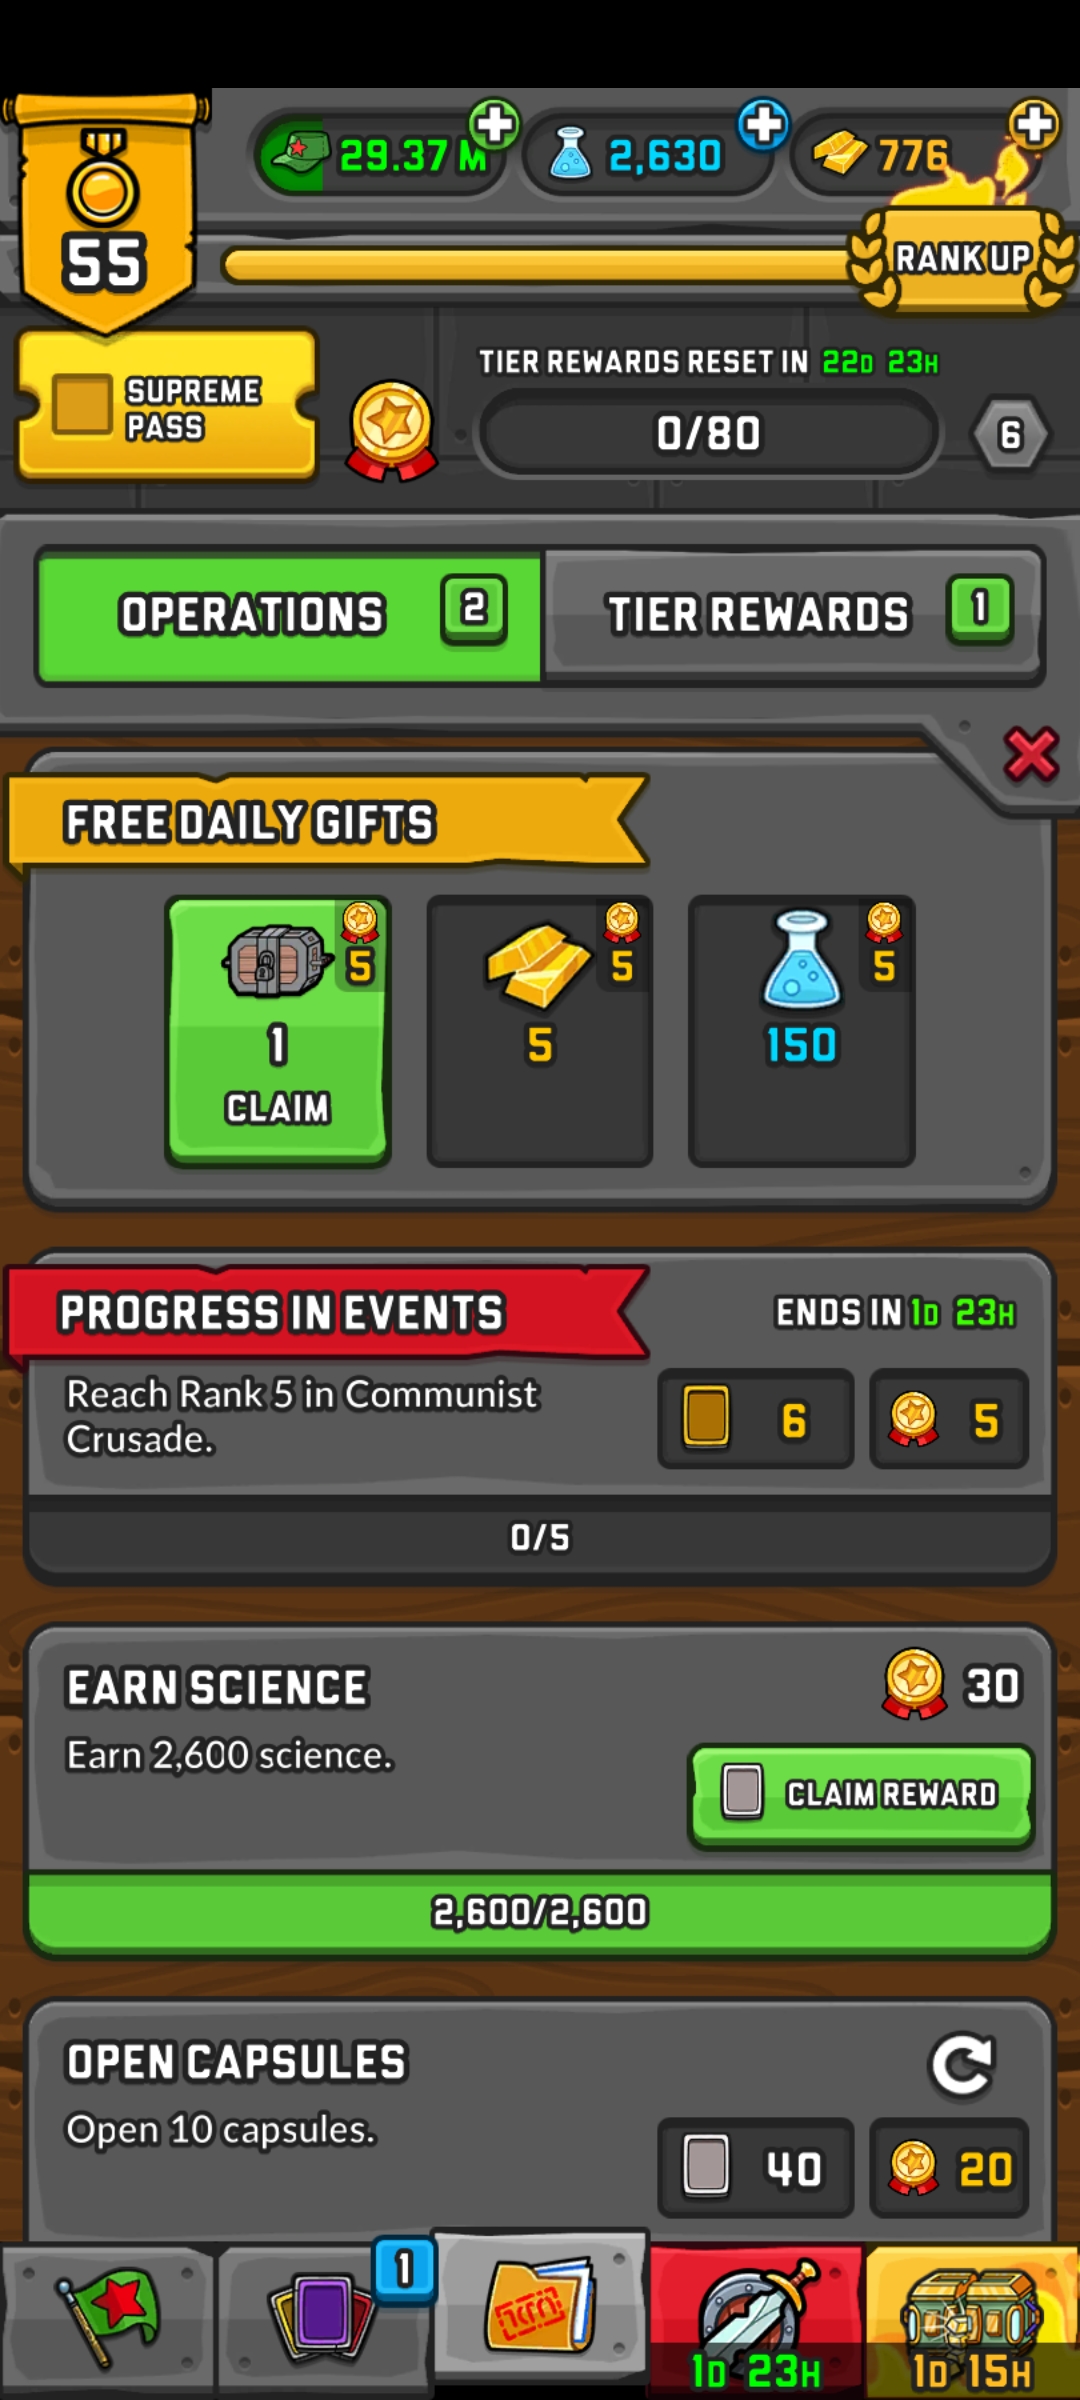 29.37 M
2,630
776
55
RANK UP
SUPREME
PASS
TIER REWARDS RESET IN 22D 23H
0/80
6
OPERATIONS 2
TIER REWARDS 1
FREE DAILY GIFTS
5
5
5
1
5
150
CLAIM
PROGRESS IN EVENTS
ENDS IN 1D 23H
Reach Rank 5 in Communist
Crusade.
6
5
0/5
EARN SCIENCE
30
Earn 2,600 science.
CLAIM REWARD
2,600/2,600
OPEN CAPSULES
Open 10 capsules.
40
20
1
1D 23H
1D 15H